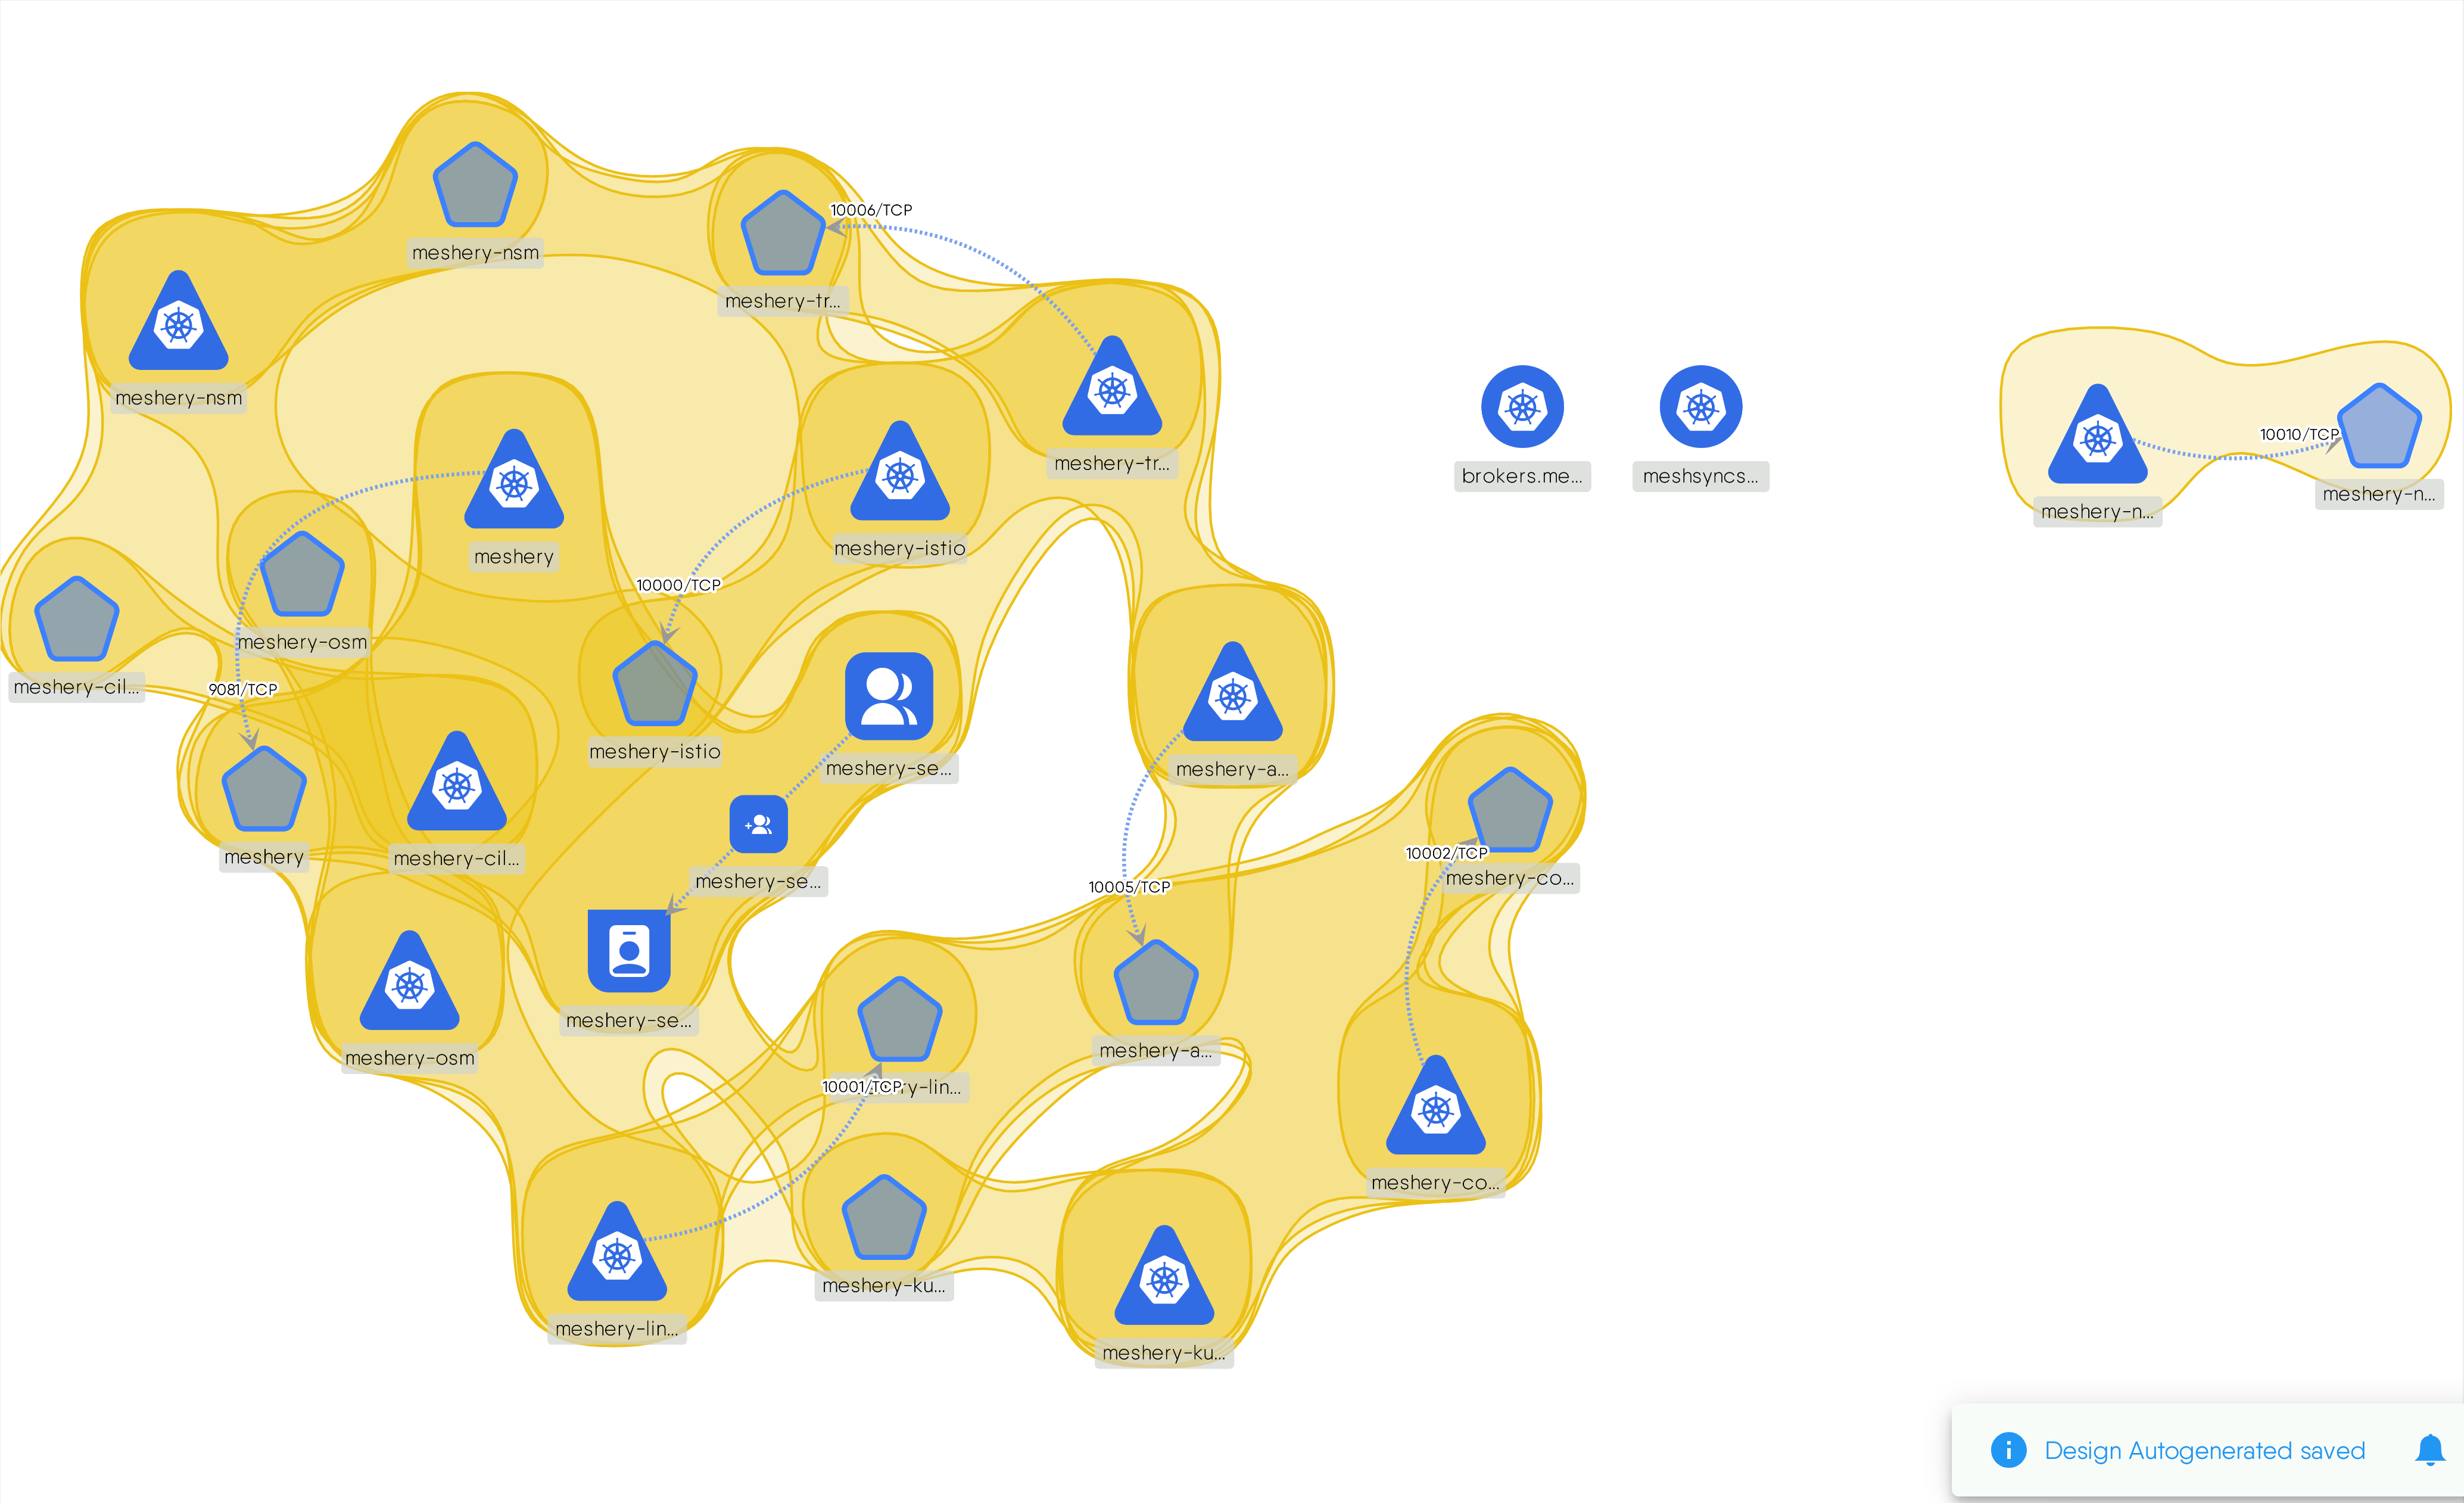 meshery-nsm
10006/TCP
meshery-tr...
meshery-nsm
meshery-tr...
brokers.me...
meshsyncs...
10010/TCP
meshery-n...
meshery-n...
meshery
meshery-istio
10000/TCP
meshery-osm
meshery-cil...
9081/TCP
meshery-istio
meshery-se...
meshery-a...
meshery
meshery-cil...
meshery-se...
10005/TCP
10002/TCP
meshery-co...
meshery-se...
meshery-osm
meshery-a...
10001/TCP
ry-lin...
meshery-co...
meshery-ku...
meshery-lin...
meshery-ku...
Design Autogenerated saved